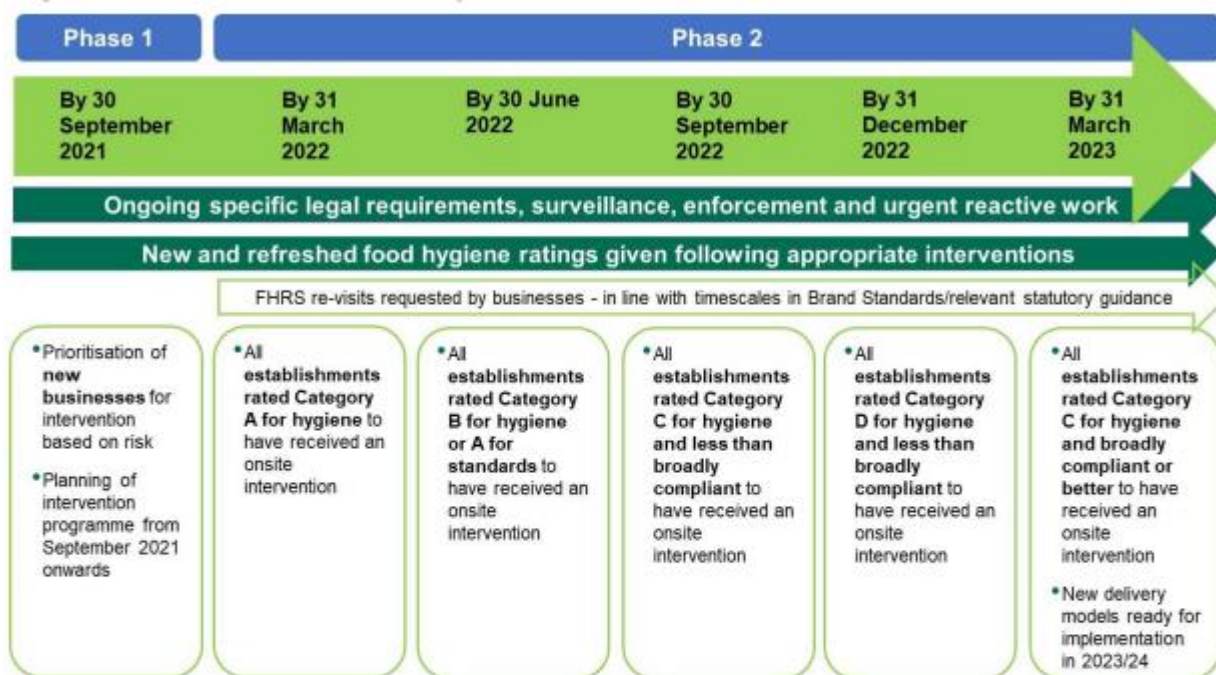 Phase 1
Phase 2
By 30
September
2021
By 31
March
2022
By 30 June
2022
By 30
September
2022
By 31
December
2022
By 31
March
2023
Ongoing specific legal requirements, surveillance, enforcement and urgent reactive work
New and refreshed food hygiene ratings given following appropriate interventions
FHRS re-visits requested by businesses - in line with timescales in Brand Standards/relevant statutory guidance
•Prioritisation of
new
businesses for
intervention
based on risk
•Planning of
intervention
programme from
September 2021
onwards
•All
establishments
rated Category
A for hygiene to
have received an
onsite
intervention
•All
establishments
rated Category
B for hygiene
or A for
standards to
have received an
onsite
intervention
•All
establishments
rated Category
C for hygiene
and less than
broadly
compliant to
have received an
onsite
intervention
•All
establishments
rated Category
D for hygiene
and less than
broadly
compliant to
have received an
onsite
intervention
•All
establishments
rated Category
C for hygiene
and broadly
compliant or
better to have
received an
onsite
intervention
•New delivery
models ready for
implementation
in 2023/24